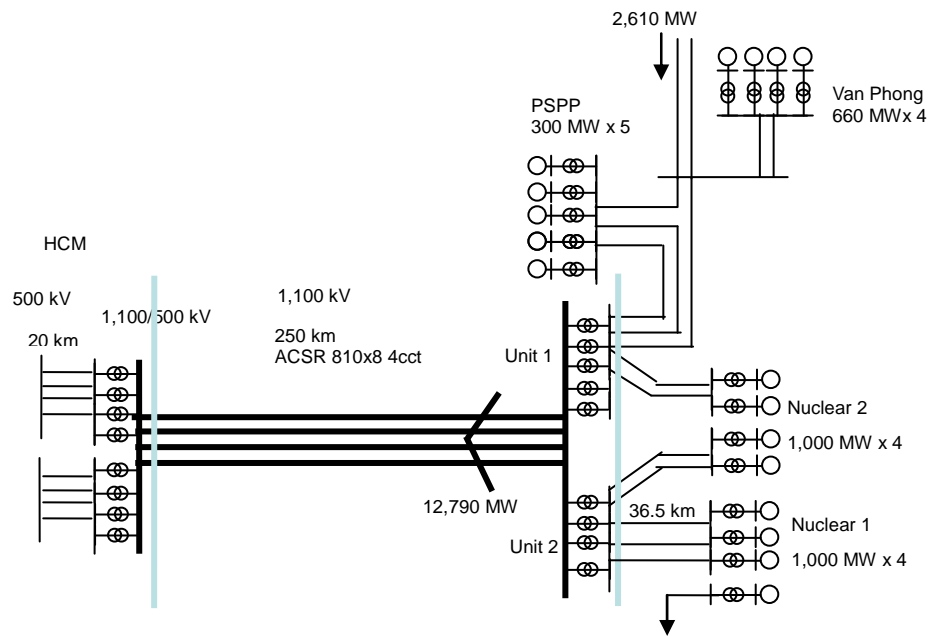 2,610 MW
Van Phong
660 MWx 4
PSPP
300 MW x 5
HCM
500 kV
1,100 kV
1,100/500 kV
20 km
250 km
ACSR 810x8 4cct
Unit 1
Nuclear 2
1,000 MW x 4
12,790 MW
36.5 km
Nuclear 1
Unit 2
1,000 MW x 4